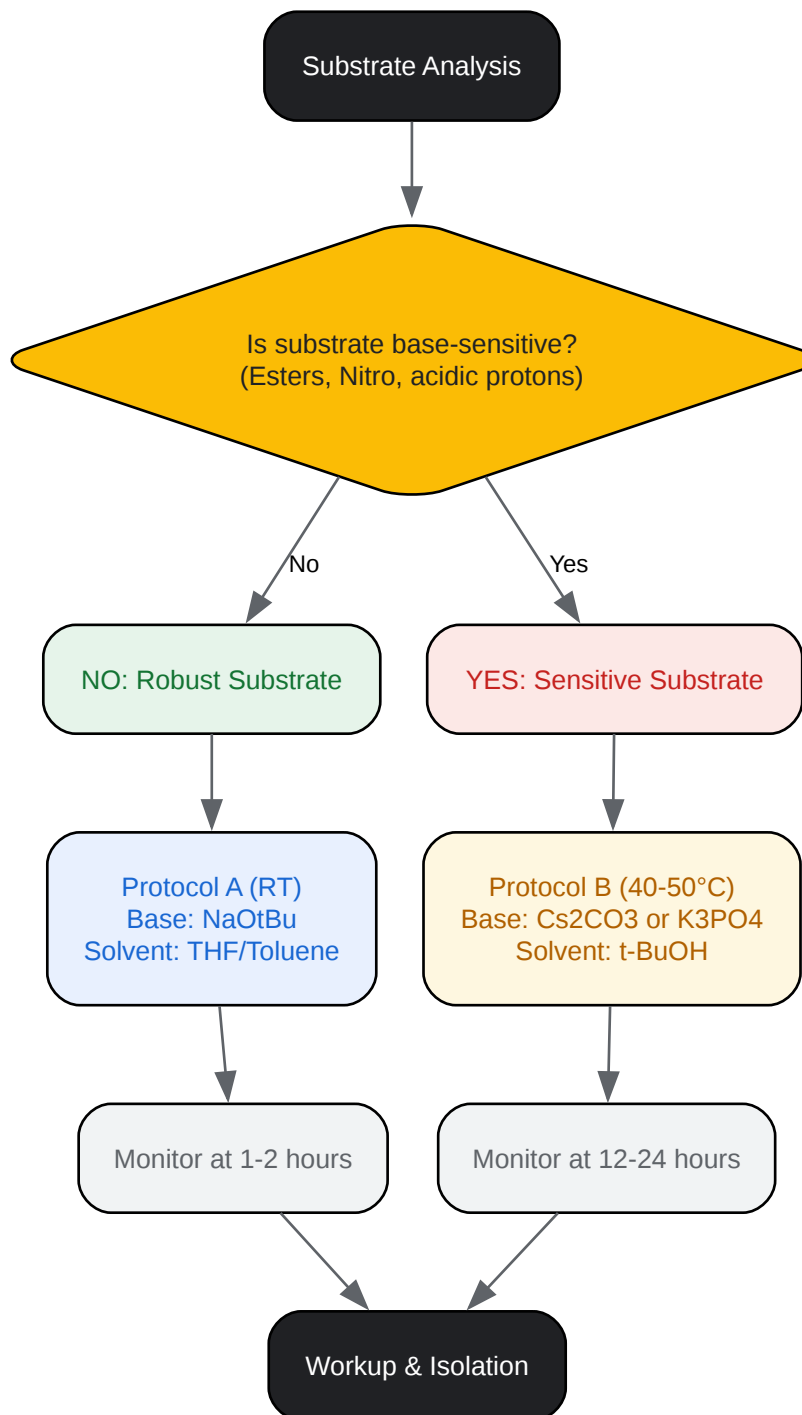 Substrate Analysis
Is substrate base-sensitive?
(Esters, Nitro, acidic protons)
No
Yes
NO: Robust Substrate
YES: Sensitive Substrate
Protocol A (RT)
Base: NaOtBu
Solvent: THF/Toluene
Protocol B (40-50°C)
Base: Cs2CO3 or K3PO4
Solvent: t-BuOH
Monitor at 1-2 hours
Monitor at 12-24 hours
Workup & Isolation